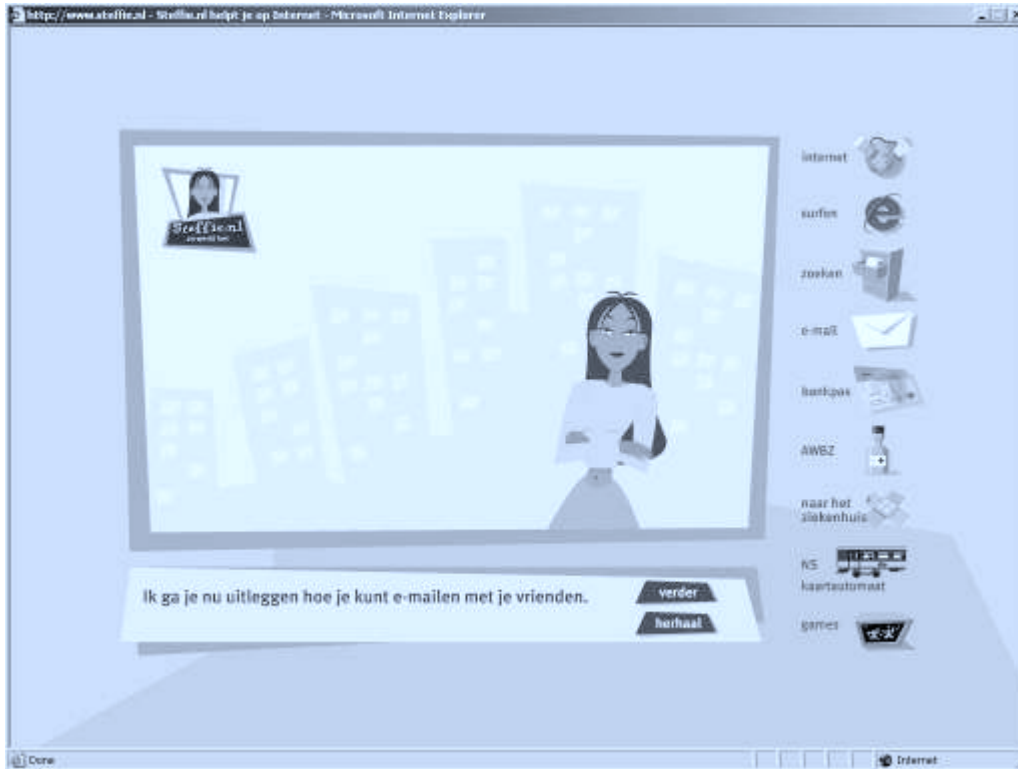 http://www.steffie.nl - Steffie.nl helpt je op Internet - Microsoft Internet Explorer
Steffie.nl
internet
surfen
zoeken
e-mail
bankpas
AWBZ
naar het
ziekenhuis
NS
kaartautomaat
games
Ik ga je nu uitleggen hoe je kunt e-mailen met je vrienden.
verder
herhaal
Done
Internet